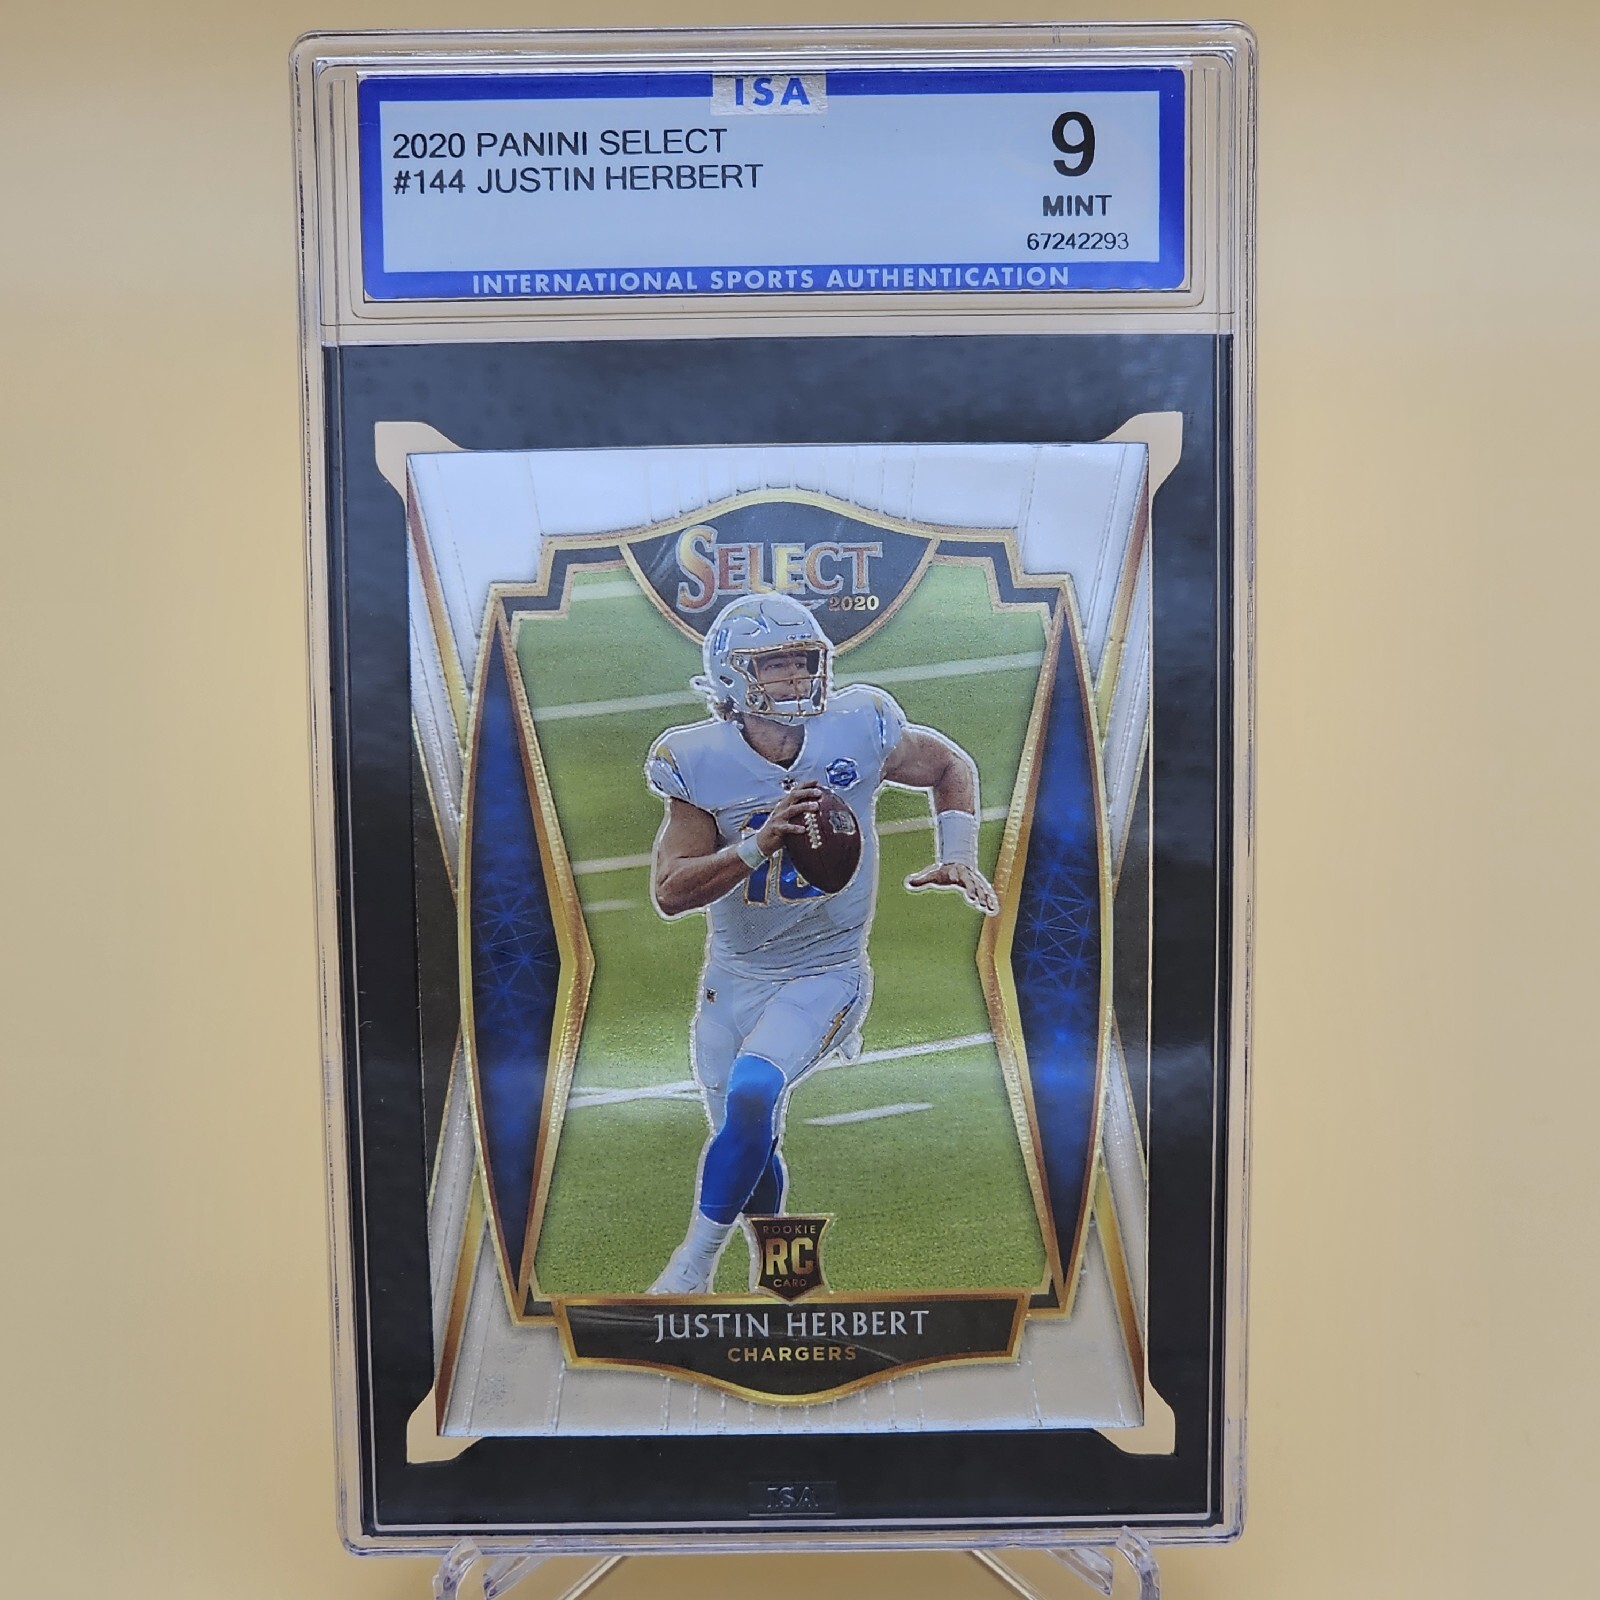 ISA
2020 PANINI SELECT
#144 JUSTIN HERBERT
9
MINT
67242293
INTERNATIONAL SPORTS AUTHENTICATION
SELECT
2020
ROOKIE
RC
CARD
JUSTIN HERBERT
CHARGERS
ISA